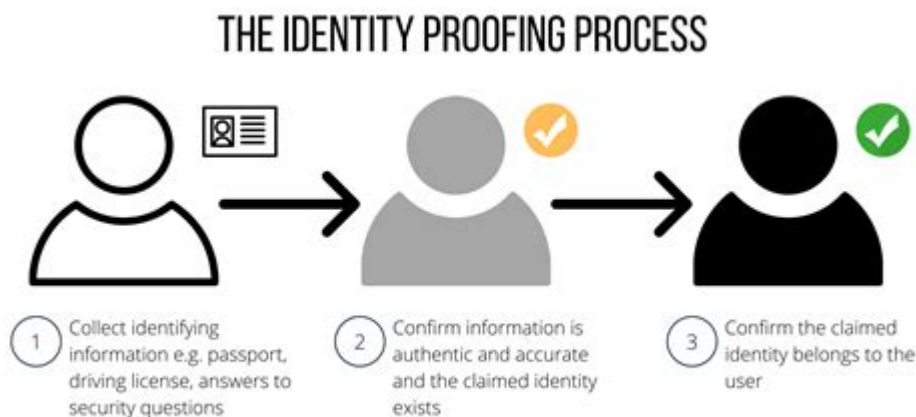 THE IDENTITY PROOFING PROCESS
1
Collect identifying
information e.g. passport,
driving license, answers to
security questions
2
Confirm information is
authentic and accurate
and the claimed identity
exists
3
Confirm the claimed
identity belongs to the
user